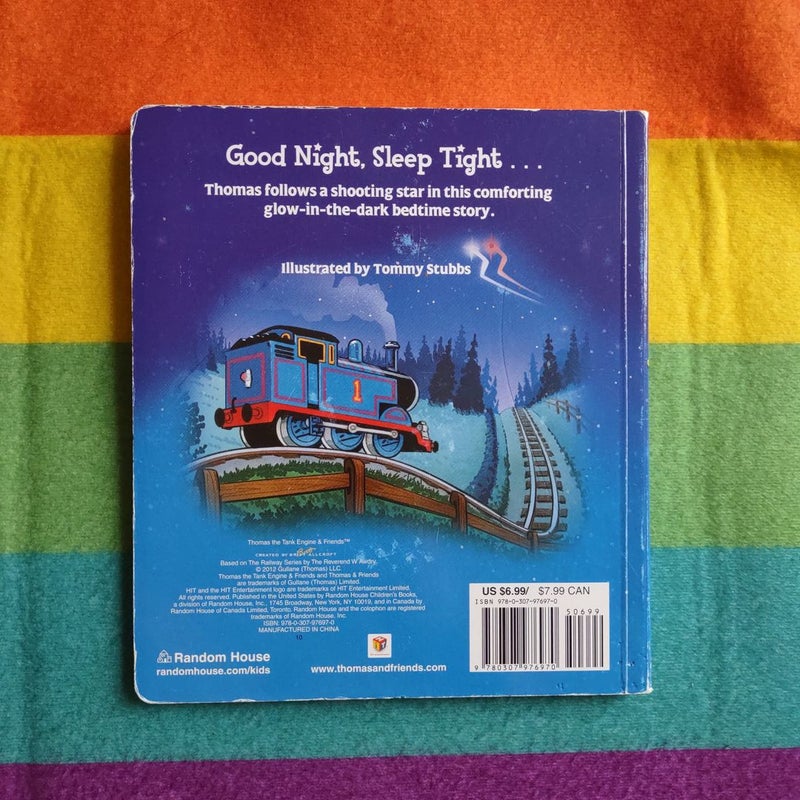 Good Night, Sleep Tight . . .
Thomas follows a shooting star in this comforting
glow-in-the-dark bedtime story.
Illustrated by Tommy Stubbs
1
Thomas the Tank Engine & Friends™
CREATED BY BRITT ALLCROFT
Based on The Railway Series by The Reverend W Awdry.
© 2012 Gullane (Thomas) LLC.
Thomas the Tank Engine & Friends and Thomas & Friends
are trademarks of Gullane (Thomas) Limited.
HIT and the HIT Entertainment logo are trademarks of HIT Entertainment Limited.
All rights reserved. Published in the United States by Random House Children's Books,
a division of Random House, Inc., 1745 Broadway, New York, NY 10019, and in Canada by
Random House of Canada Limited, Toronto. Random House and the colophon are registered
trademarks of Random House, Inc.
ISBN: 978-0-307-97697-0
MANUFACTURED IN CHINA
10
Random House
randomhouse.com/kids
www.thomasandfriends.com
US $6.99/ $7.99 CAN
ISBN 978-0-307-97697-0
50699
9 780307 976970